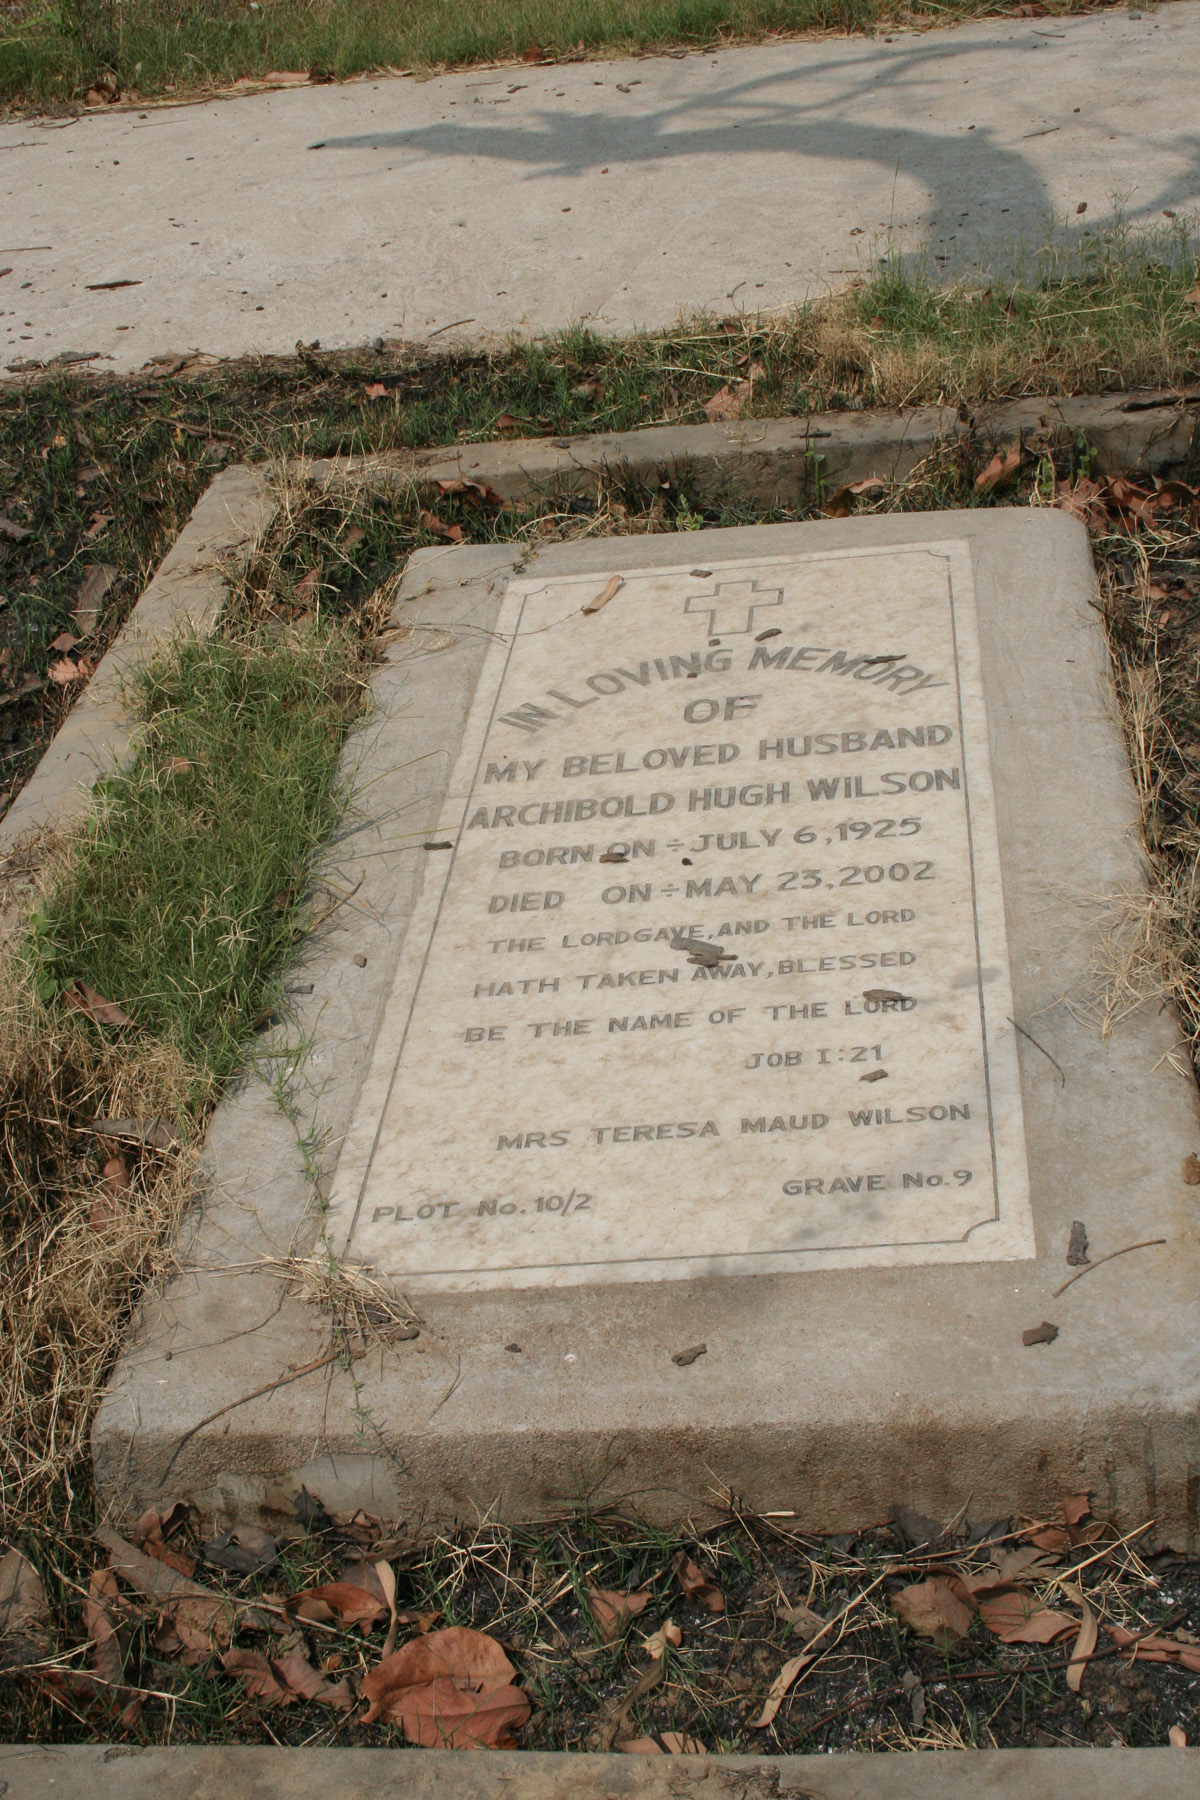 IN LOVING MEMORY
OF
MY BELOVED HUSBAND
ARCHIBOLD HUGH WILSON
BORN ON ÷ JULY 6, 1925
DIED ON ÷ MAY 23, 2002
THE LORDGAVE, AND THE LORD
HATH TAKEN AWAY, BLESSED
BE THE NAME OF THE LORD
JOB I:21
MRS TERESA MAUD WILSON
PLOT No. 10/2 GRAVE No. 9